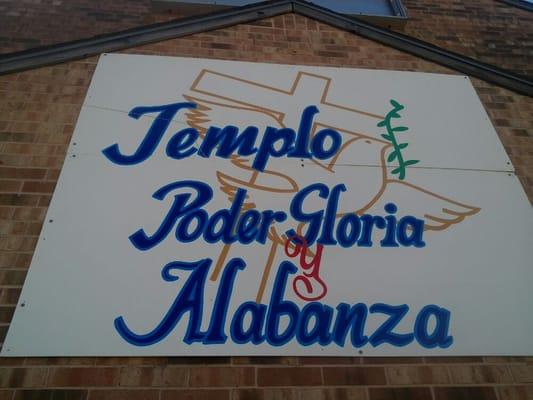 Templo
Poder Gloria
y
Alabanza